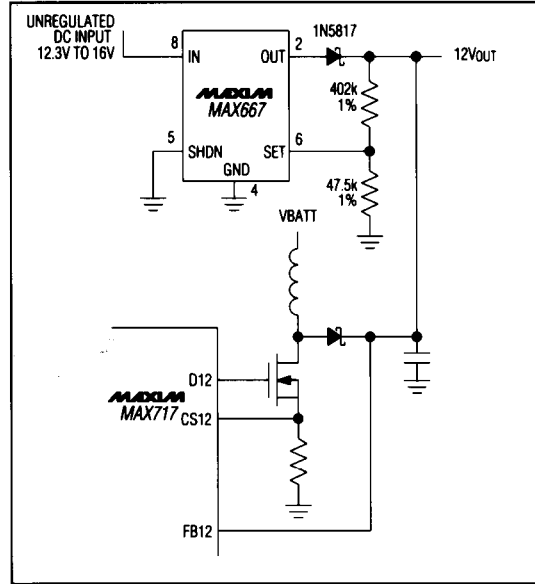 UNREGULATED
DC INPUT
12.3V TO 16V
8
IN
OUT
2
1N5817
12VOUT
MAXIM
MAX667
402k
1%
5
SHDN
SET
6
GND
4
47.5k
1%
VBATT
D12
MAXIM
MAX717
CS12
FB12